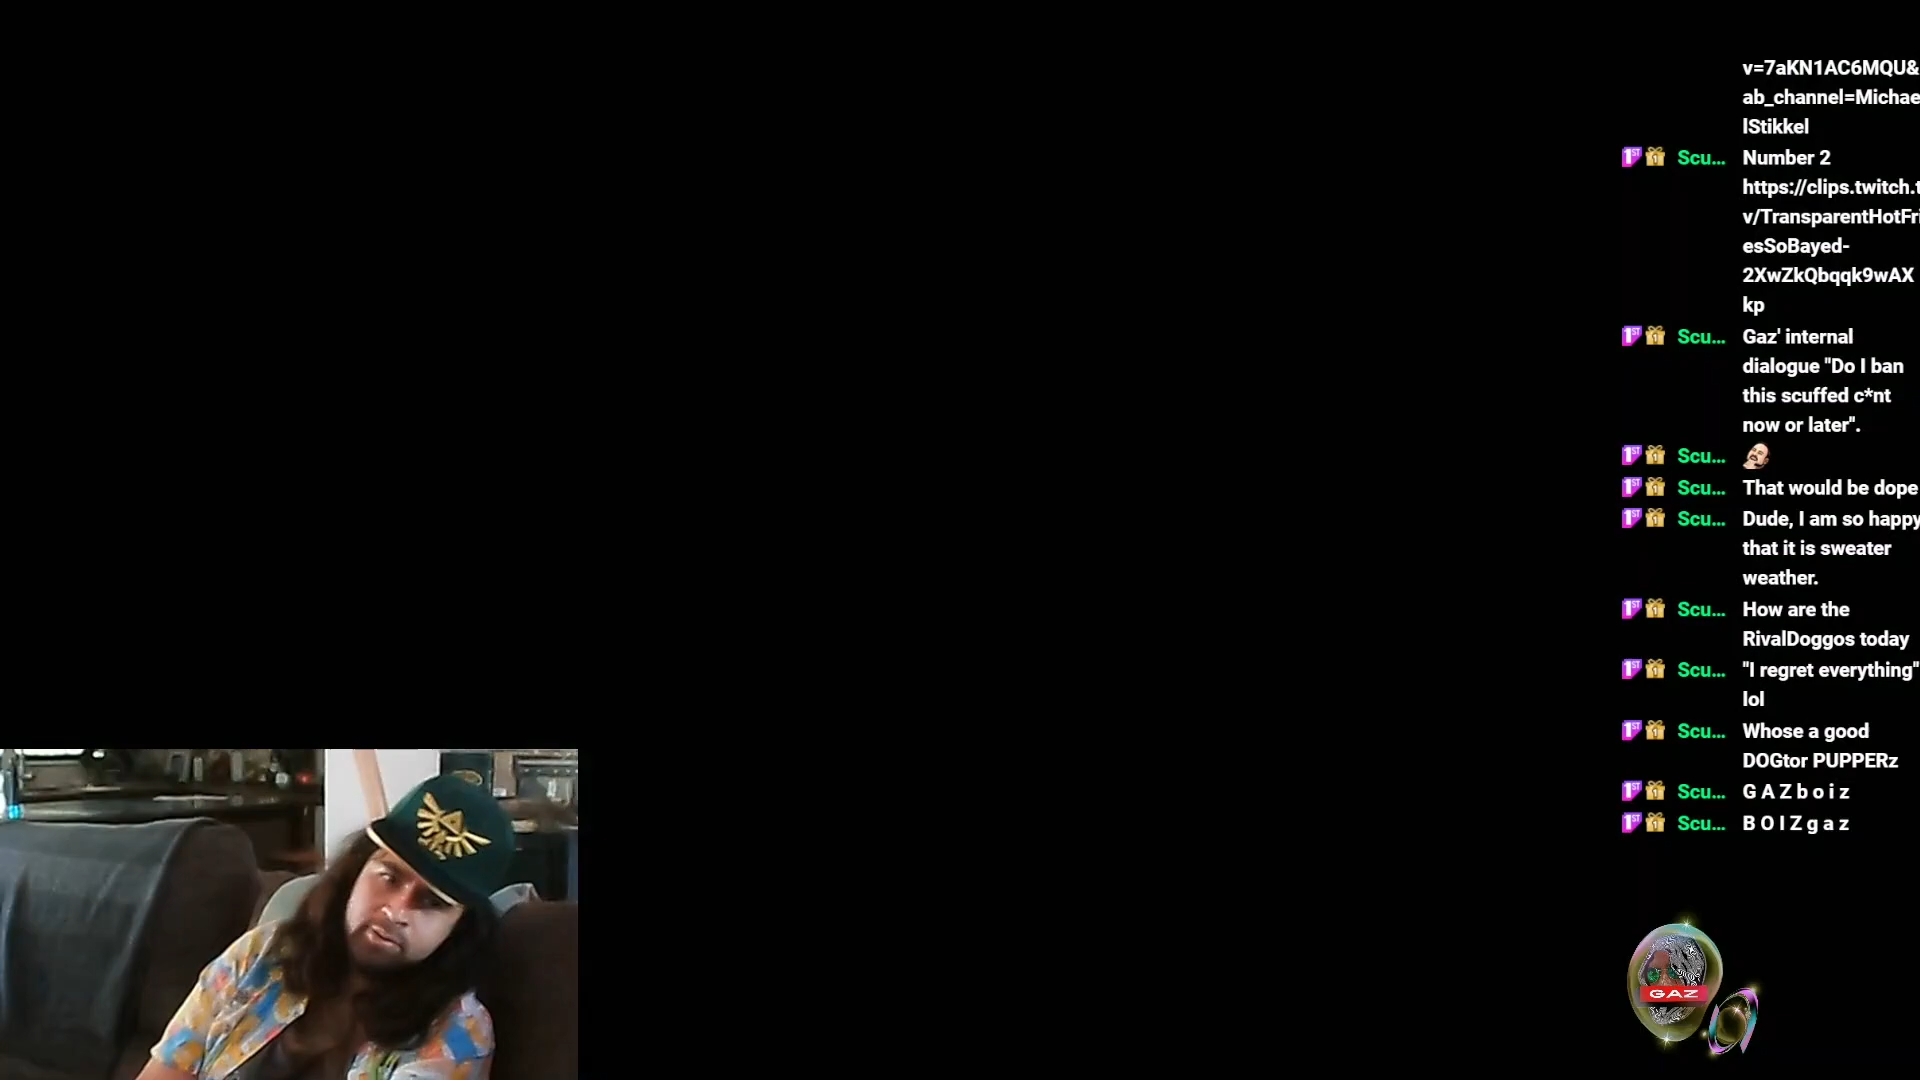 v=7aKN1AC6MQU&
ab_channel=Michae
lStikkel
Scu... Number 2
https://clips.twitch.t
v/TransparentHotFri
esSoBayed-
2XwZkQbqqk9wAX
kp
Scu... Gaz' internal
dialogue "Do I ban
this scuffed c*nt
now or later".
Scu...
Scu... That would be dope
Scu... Dude, I am so happy
that it is sweater
weather.
Scu... How are the
RivalDoggos today
Scu... "I regret everything"
lol
Scu... Whose a good
DOGtor PUPPERz
Scu... G A Z b o i z
Scu... B O I Z g a z
GAZ